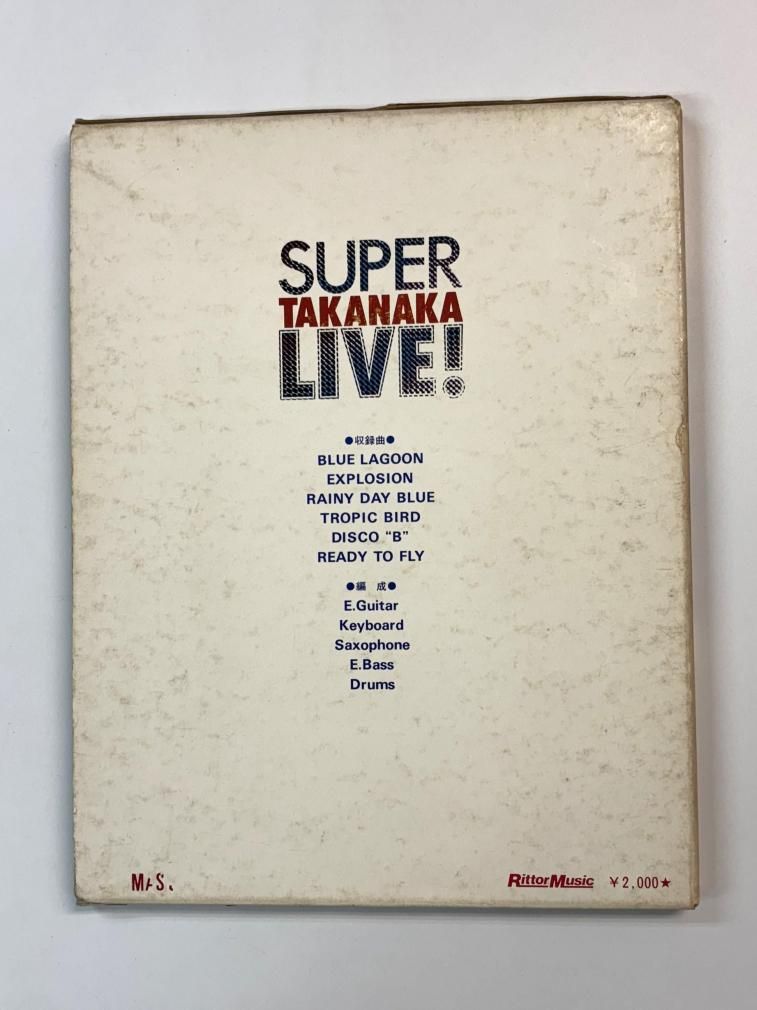 SUPER
TAKANAKA
LIVE!
●収録曲●
BLUE LAGOON
EXPLOSION
RAINY DAY BLUE
TROPIC BIRD
DISCO “B”
READY TO FLY
●編 成●
E.Guitar
Keyboard
Saxophone
E.Bass
Drums
RittorMusic ￥2,000★